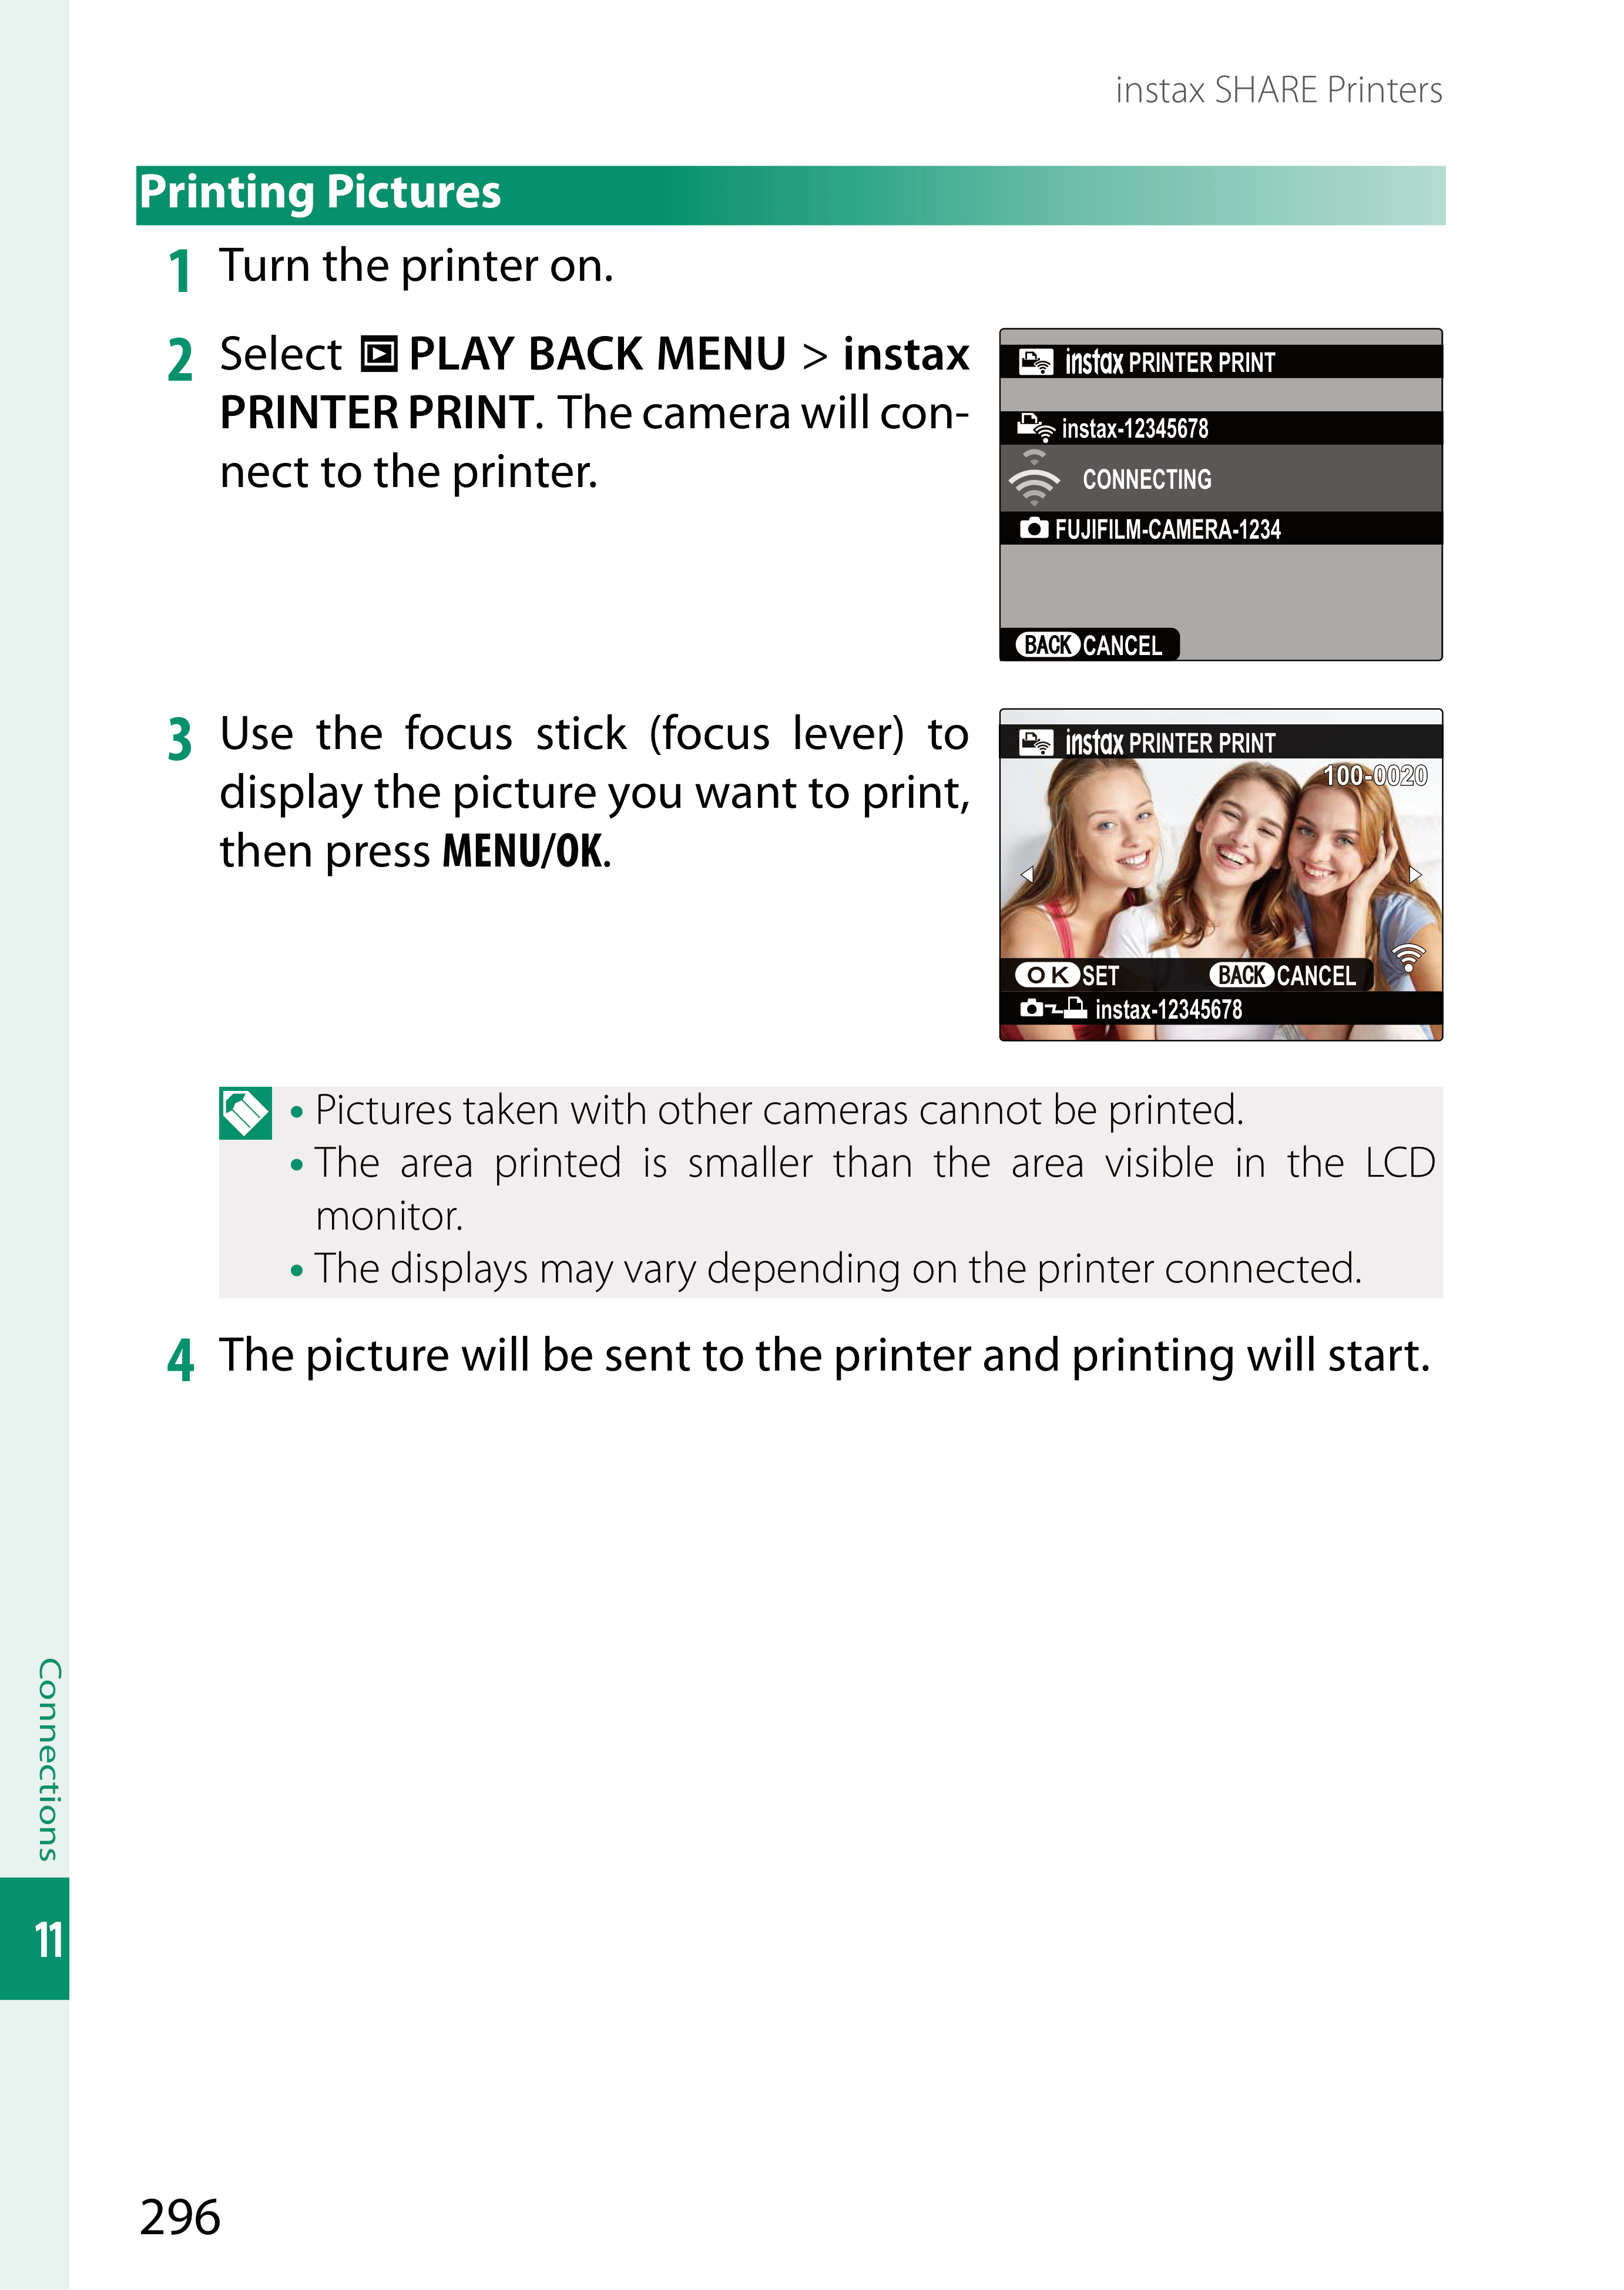 instax SHARE Printers
Printing Pictures
1 Turn the printer on.
2 Select PLAY BACK MENU > instax
PRINTER PRINT. The camera will con-
nect to the printer.
instax PRINTER PRINT
instax-12345678
CONNECTING
FUJIFILM-CAMERA-1234
BACK CANCEL
3 Use the focus stick (focus lever) to
display the picture you want to print,
then press MENU/OK.
instax PRINTER PRINT
100-0020
OK SET BACK CANCEL
instax-12345678
• Pictures taken with other cameras cannot be printed.
• The area printed is smaller than the area visible in the LCD
monitor.
• The displays may vary depending on the printer connected.
4 The picture will be sent to the printer and printing will start.
Connections
11
296